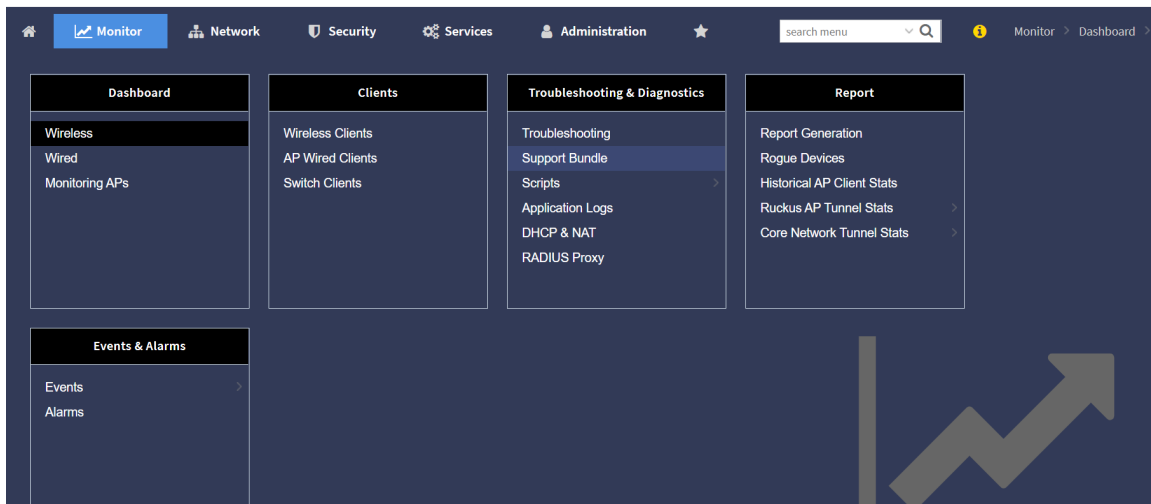 Monitor Network Security Services Administration search menu Monitor > Dashboard >
Dashboard
Wireless
Wired
Monitoring APs
Clients
Wireless Clients
AP Wired Clients
Switch Clients
Troubleshooting & Diagnostics
Troubleshooting
Support Bundle
Scripts >
Application Logs
DHCP & NAT
RADIUS Proxy
Report
Report Generation
Rogue Devices
Historical AP Client Stats
Ruckus AP Tunnel Stats >
Core Network Tunnel Stats >
Events & Alarms
Events >
Alarms